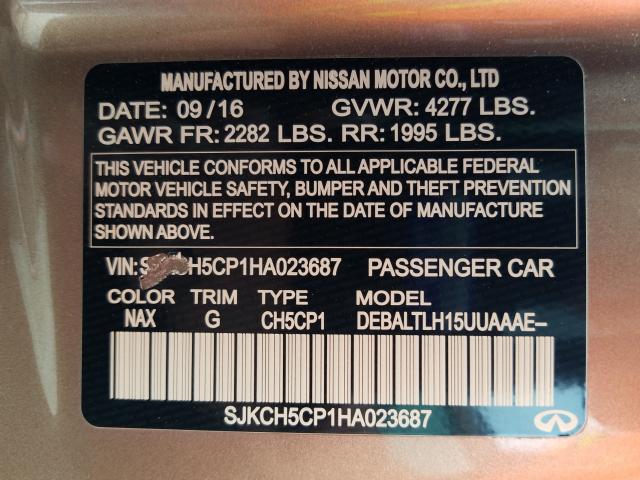 MANUFACTURED BY NISSAN MOTOR CO., LTD
DATE: 09/16 GVWR: 4277 LBS.
GAWR FR: 2282 LBS. RR: 1995 LBS.
THIS VEHICLE CONFORMS TO ALL APPLICABLE FEDERAL
MOTOR VEHICLE SAFETY, BUMPER AND THEFT PREVENTION
STANDARDS IN EFFECT ON THE DATE OF MANUFACTURE
SHOWN ABOVE.
VIN: H5CP1HA023687 PASSENGER CAR
COLOR TRIM TYPE MODEL
NAX G CH5CP1 DEBALTLH15UUAAAE-
SJKCH5CP1HA023687